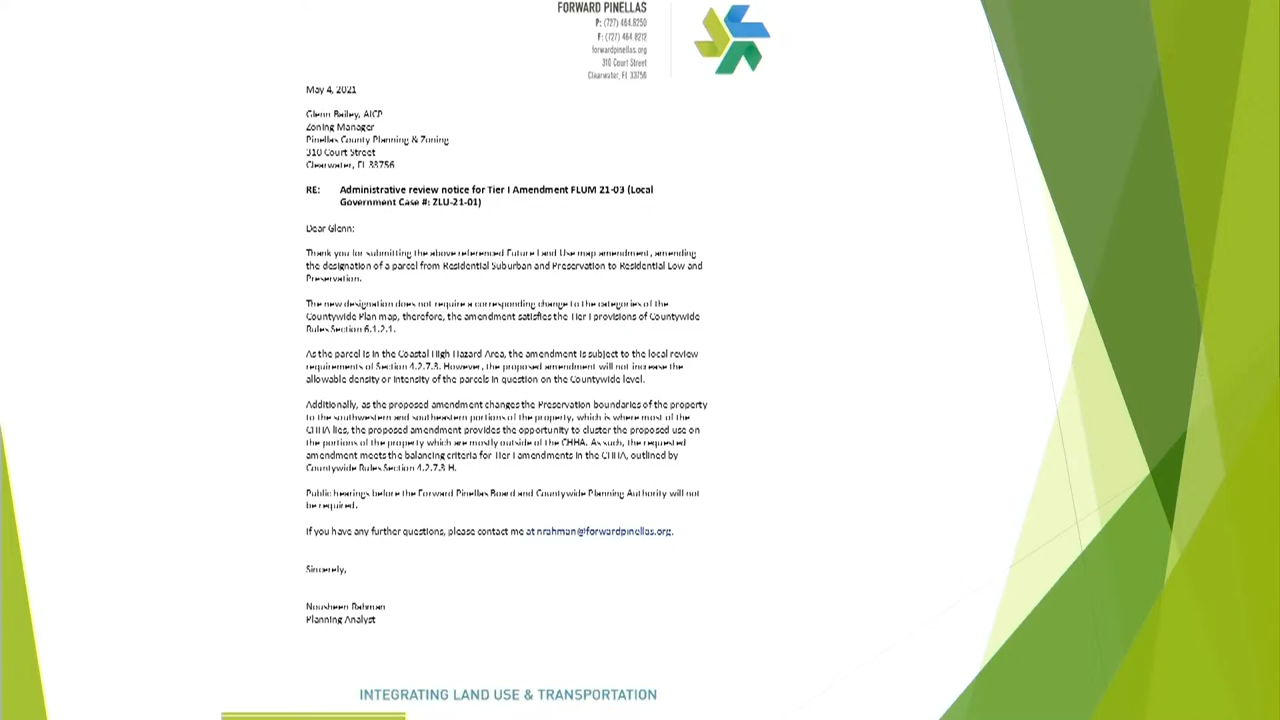 FORWARD PINELLAS
P: (727) 464.8250
F: (727) 464.8212
forwardpinellas.org
310 Court Street
Clearwater, FL 33756
May 4, 2021
Glenn Bailey, AICP
Zoning Manager
Pinellas County Planning & Zoning
310 Court Street
Clearwater, FL 33756
RE: Administrative review notice for Tier I Amendment FLUM 21-03 (Local
Government Case #: ZLU-21-01)
Dear Glenn:
Thank you for submitting the above referenced Future Land Use map amendment, amending
the designation of a parcel from Residential Suburban and Preservation to Residential Low and
Preservation.
The new designation does not require a corresponding change to the categories of the
Countywide Plan map, therefore, the amendment satisfies the Tier I provisions of Countywide
Rules Section 6.1.2.1.
As the parcel is in the Coastal High Hazard Area, the amendment is subject to the local review
requirements of Section 4.2.7.3. However, the proposed amendment will not increase the
allowable density or intensity of the parcels in question on the Countywide level.
Additionally, as the proposed amendment changes the Preservation boundaries of the property
to the southwestern and southeastern portions of the property, which is where most of the
CHHA lies, the proposed amendment provides the opportunity to cluster the proposed use on
the portions of the property which are mostly outside of the CHHA. As such, the requested
amendment meets the balancing criteria for Tier I amendments in the CHHA, outlined by
Countywide Rules Section 4.2.7.3 H.
Public hearings before the Forward Pinellas Board and Countywide Planning Authority will not
be required.
If you have any further questions, please contact me at nrahman@forwardpinellas.org.
Sincerely,
Nousheen Rahman
Planning Analyst
INTEGRATING LAND USE & TRANSPORTATION